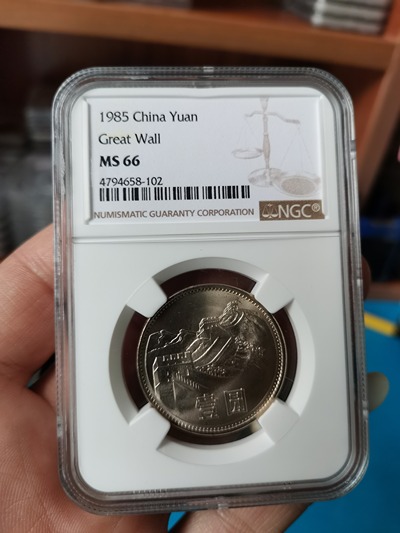 1985 China Yuan
Great Wall
MS 66
4794658-102
NUMISMATIC GUARANTY CORPORATION NGC®
壹圆